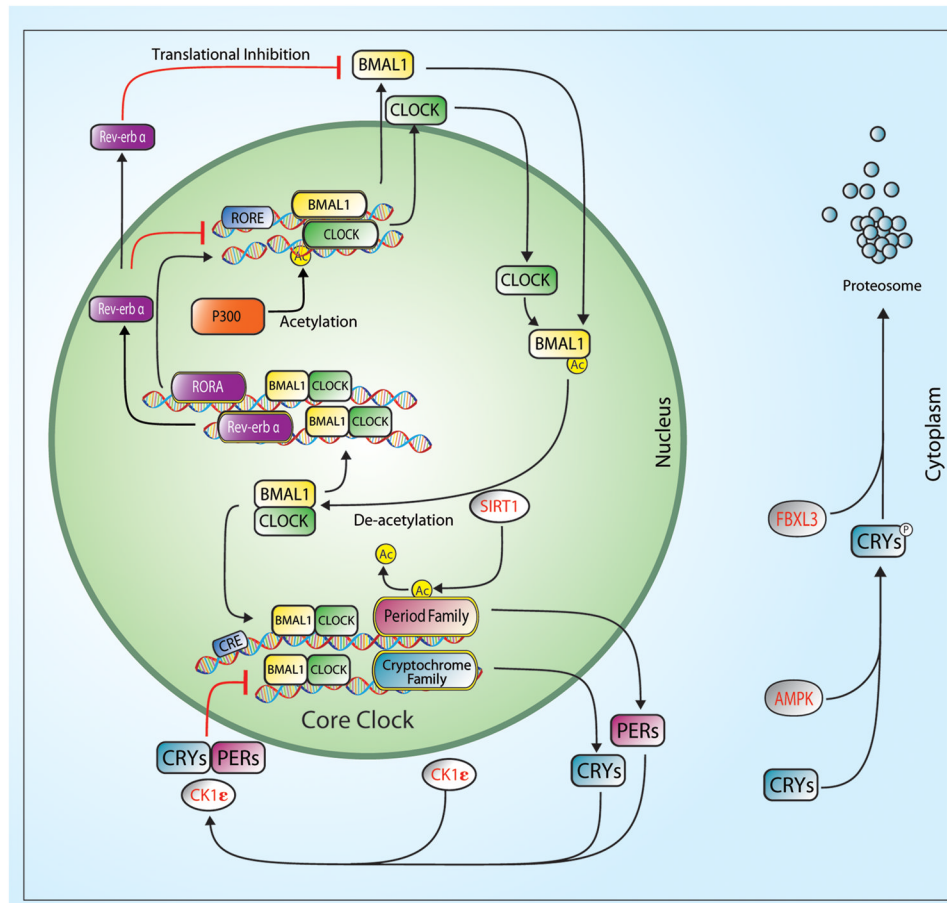 Translational Inhibition
BMAL1
CLOCK
Rev-erb α
RORE
BMAL1
CLOCK
Ac
P300
Acetylation
Rev-erb α
CLOCK
BMAL1
Ac
RORA
BMAL1
CLOCK
Rev-erb α
BMAL1
CLOCK
BMAL1
CLOCK
De-acetylation
SIRT1
Ac
Ac
Period Family
BMAL1
CLOCK
CRE
BMAL1
CLOCK
Cryptochrome
Family
Core Clock
Nucleus
CRYs
PERs
CK1ε
CK1ε
PERs
CRYs
Proteosome
Cytoplasm
FBXL3
CRYs
P
AMPK
CRYs